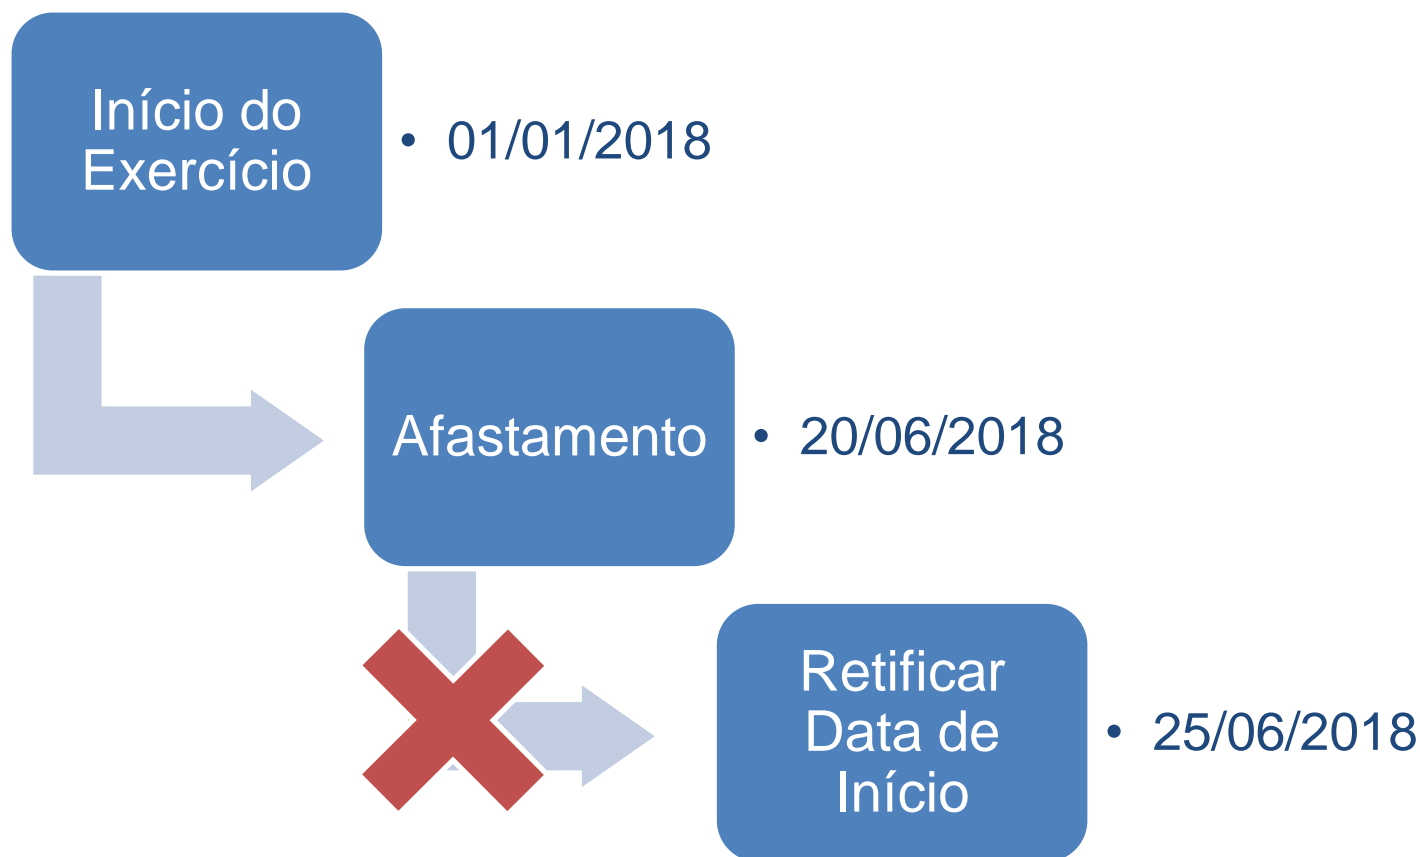 Início do
Exercício
• 01/01/2018
Afastamento
• 20/06/2018
Retificar
Data de
Início
• 25/06/2018